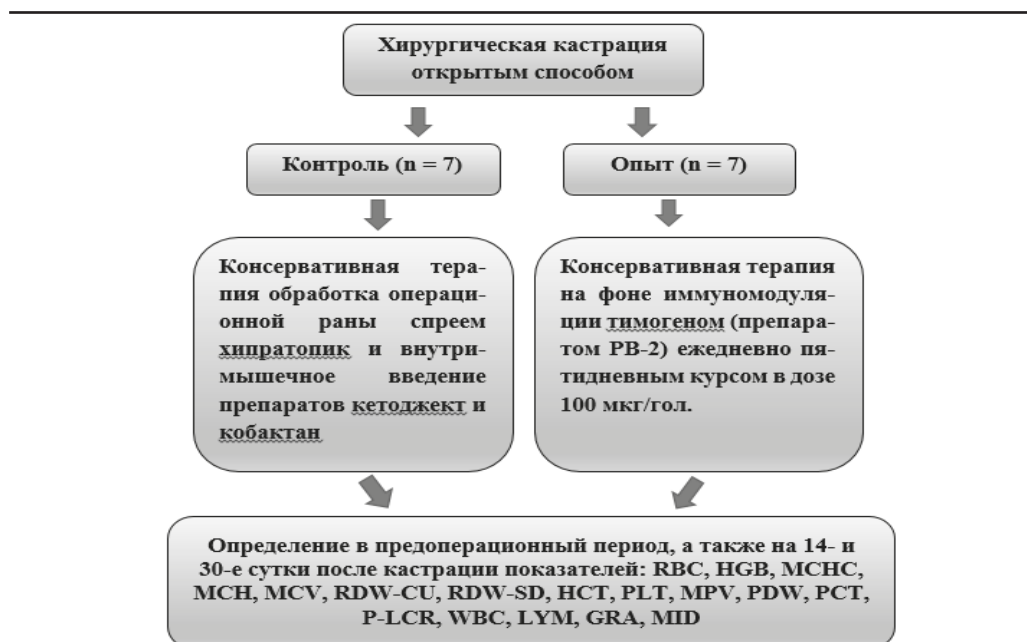 Хирургическая кастрация
открытым способом
Контроль (n = 7)
Опыт (n = 7)
Консервативная тера-
пия обработка операци-
онной раны спреем
хипратопик и внутри-
мышечное введение
препаратов кетоджект и
кобактан
Консервативная терапия
на фоне иммуномодуля-
ции тимогеном (препара-
том РВ-2) ежедневно пя-
тидневным курсом в дозе
100 мкг/гол.
Определение в предоперационный период, а также на 14- и
30-е сутки после кастрации показателей: RBC, HGB, MCHC,
MCH, MCV, RDW-CU, RDW-SD, HCT, PLT, MPV, PDW, PCT,
P-LCR, WBC, LYM, GRA, MID